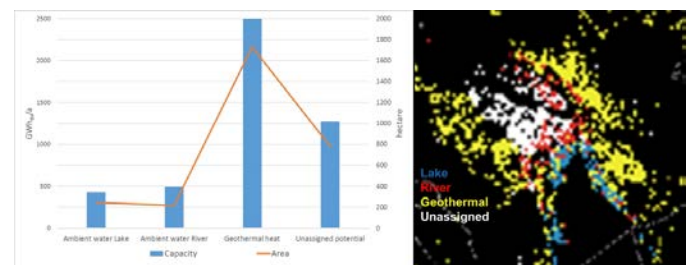 2500
2000
1500
1000
500
0
GWh/a
2000
1800
1600
1400
1200
1000
800
600
400
200
0
hectare
Ambient water Lake
Ambient water River
Geothermal heat
Unassigned potential
Capacity
Area
Lake
River
Geothermal
Unassigned